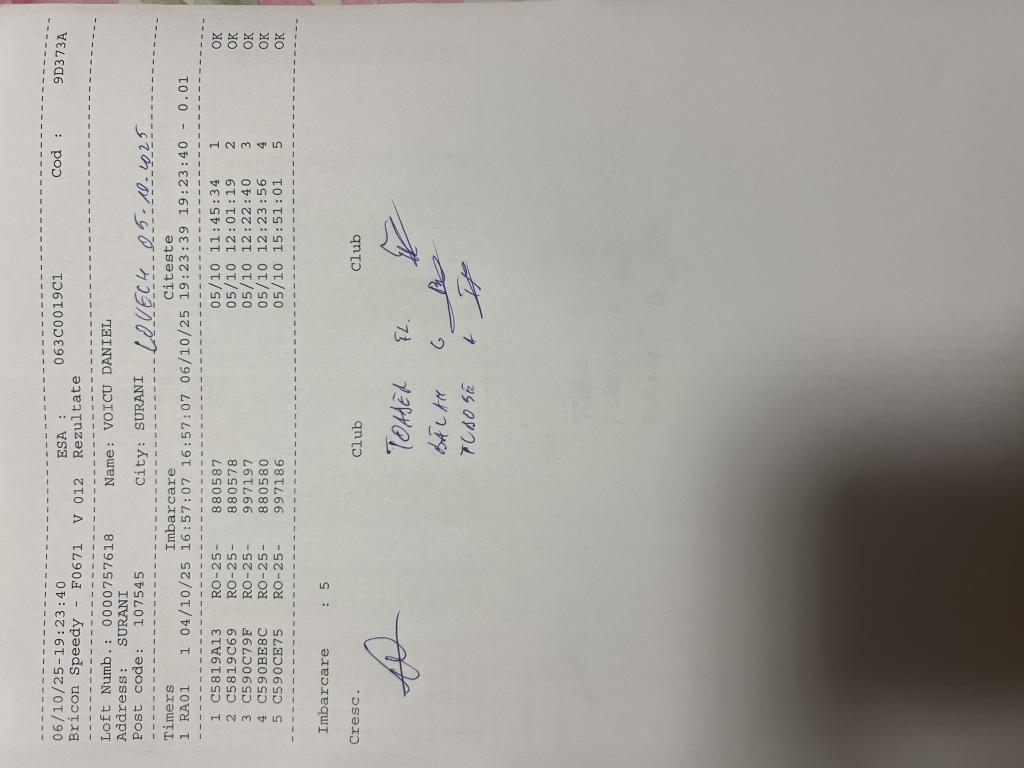 06/10/25-19:23:40 ESA : 063C0019C1 Cod : 9D373A
Bricon Speedy - F0671 V 012 Rezultate
Loft Numb.: 0000757618 Name: VOICU DANIEL
Address: SURANI
Post code: 107545 City: SURANI LOVECH 05-10-2025
Timers Imbarcare Citeste
1 RA01 1 04/10/25 16:57:07 16:57:07 06/10/25 19:23:39 19:23:40 - 0.01
1 C5819A13 RO-25- 880587 05/10 11:45:34 1 OK
2 C5819C69 RO-25- 880578 05/10 12:01:19 2 OK
3 C590C79F RO-25- 997197 05/10 12:22:40 3 OK
4 C590BE8C RO-25- 880580 05/10 12:23:56 4 OK
5 C590CE75 RO-25- 997186 05/10 15:51:01 5 OK
Imbarcare : 5
Cresc. Club Club
FL.
G